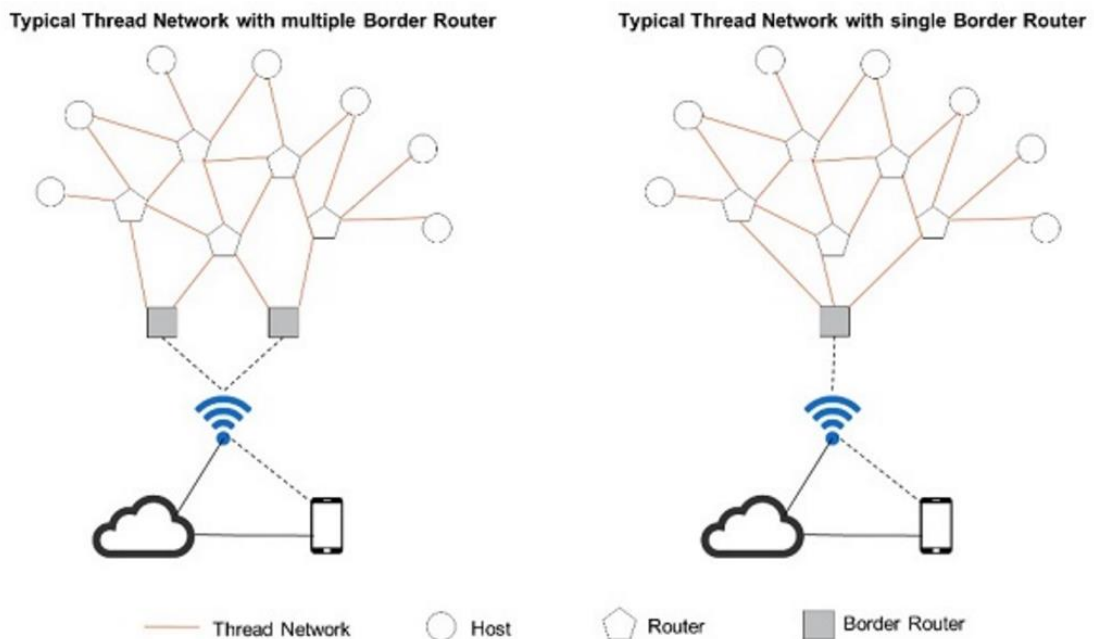 Typical Thread Network with multiple Border Router
Typical Thread Network with single Border Router
Thread Network
Host
Router
Border Router